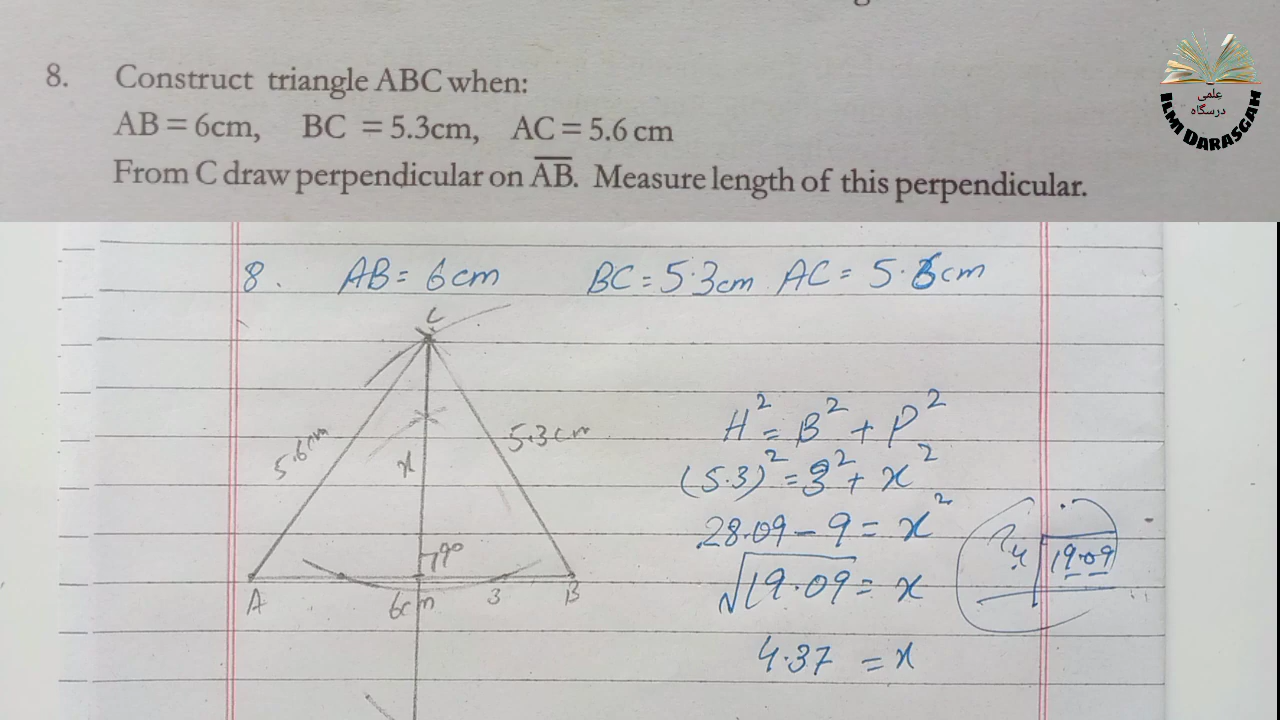 8. Construct triangle ABC when:
AB = 6cm, BC = 5.3cm, AC = 5.6 cm
From C draw perpendicular on AB. Measure length of this perpendicular.
علمی
درسگاہ
ILMI DARASGAH
8. AB = 6cm BC = 5.3cm AC = 5.6cm
C
5.6cm
5.3cm
x
A
6cm
3
B
H² = B² + P²
(5.3)² = 3² + x²
28.09 - 9 = x²
√19.09 = x
4.37 = x
4
19.09